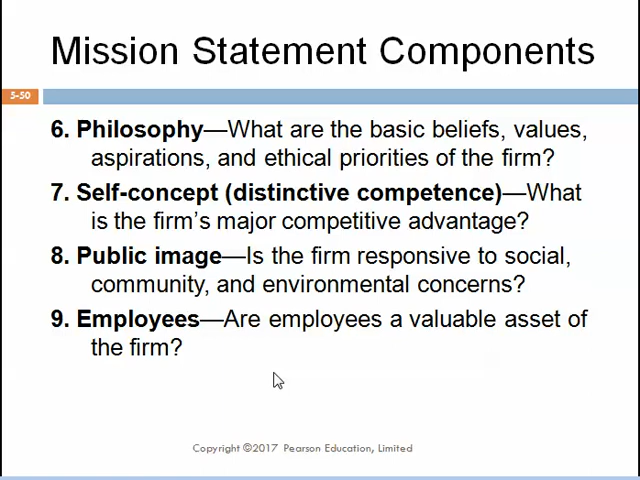 Mission Statement Components
5-50
6. Philosophy—What are the basic beliefs, values,
aspirations, and ethical priorities of the firm?
7. Self-concept (distinctive competence)—What
is the firm's major competitive advantage?
8. Public image—Is the firm responsive to social,
community, and environmental concerns?
9. Employees—Are employees a valuable asset of
the firm?
Copyright ©2017 Pearson Education, Limited